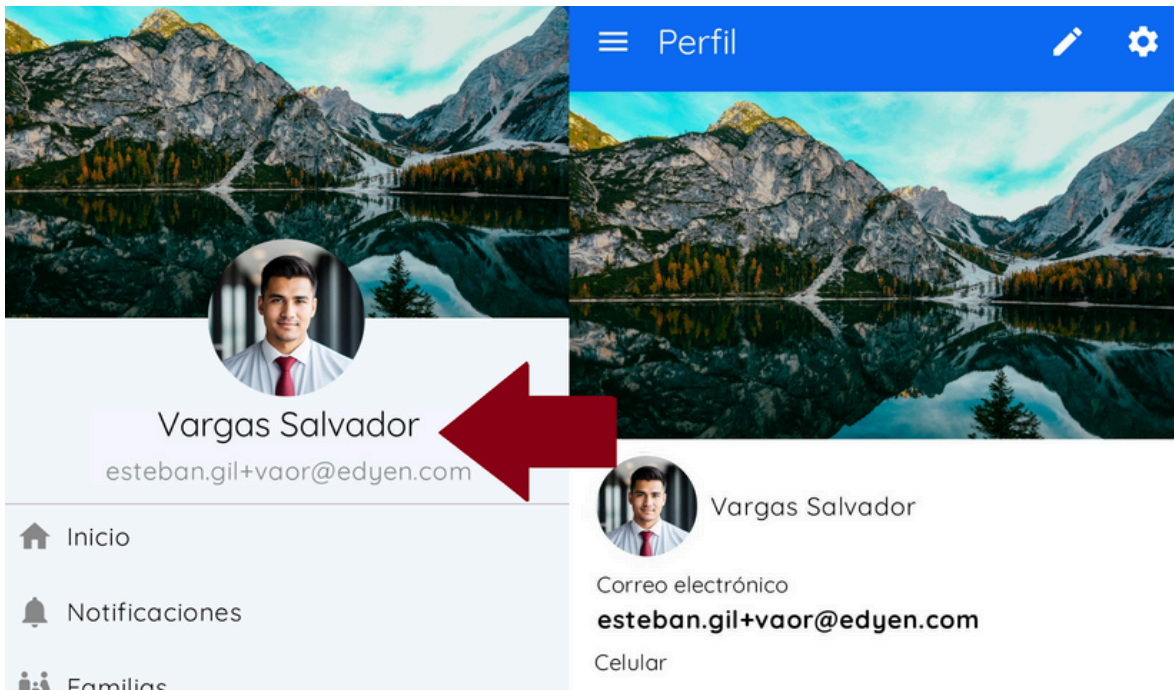 Vargas Salvador
esteban.gil+vaor@edyen.com
Inicio
Notificaciones
Familias
Perfil
Vargas Salvador
Correo electrónico
esteban.gil+vaor@edyen.com
Celular